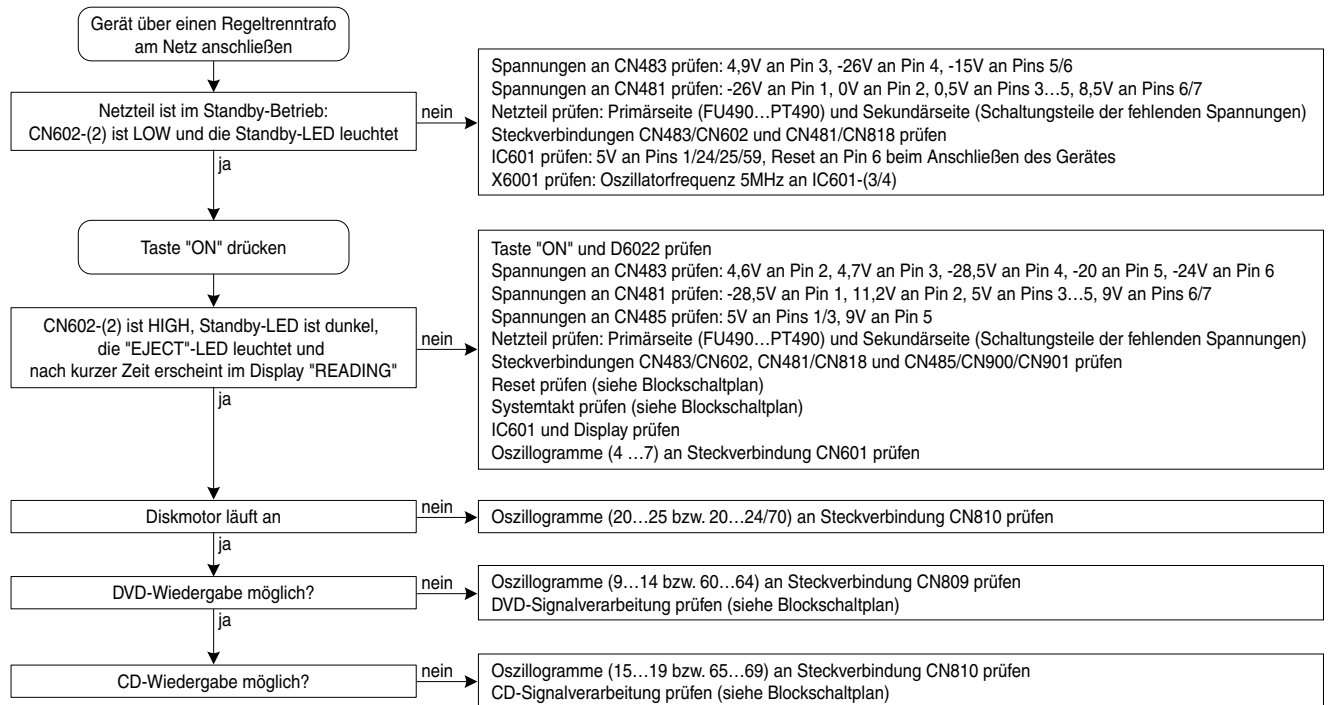 Gerät über einen Regeltrenntrafo
am Netz anschließen
Netzteil ist im Standby-Betrieb:
CN602-(2) ist LOW und die Standby-LED leuchtet
nein
Spannungen an CN483 prüfen: 4,9V an Pin 3, -26V an Pin 4, -15V an Pins 5/6
Spannungen an CN481 prüfen: -26V an Pin 1, 0V an Pin 2, 0,5V an Pins 3…5, 8,5V an Pins 6/7
Netzteil prüfen: Primärseite (FU490…PT490) und Sekundärseite (Schaltungsteile der fehlenden Spannungen)
Steckverbindungen CN483/CN602 und CN481/CN818 prüfen
IC601 prüfen: 5V an Pins 1/24/25/59, Reset an Pin 6 beim Anschließen des Gerätes
X6001 prüfen: Oszillatorfrequenz 5MHz an IC601-(3/4)
ja
Taste "ON" drücken
CN602-(2) ist HIGH, Standby-LED ist dunkel,
die "EJECT"-LED leuchtet und
nach kurzer Zeit erscheint im Display "READING"
nein
Taste "ON" und D6022 prüfen
Spannungen an CN483 prüfen: 4,6V an Pin 2, 4,7V an Pin 3, -28,5V an Pin 4, -20 an Pin 5, -24V an Pin 6
Spannungen an CN481 prüfen: -28,5V an Pin 1, 11,2V an Pin 2, 5V an Pins 3…5, 9V an Pins 6/7
Spannungen an CN485 prüfen: 5V an Pins 1/3, 9V an Pin 5
Netzteil prüfen: Primärseite (FU490…PT490) und Sekundärseite (Schaltungsteile der fehlenden Spannungen)
Steckverbindungen CN483/CN602, CN481/CN818 und CN485/CN900/CN901 prüfen
Reset prüfen (siehe Blockschaltplan)
Systemtakt prüfen (siehe Blockschaltplan)
IC601 und Display prüfen
Oszillogramme (4 …7) an Steckverbindung CN601 prüfen
ja
Diskmotor läuft an
nein
Oszillogramme (20…25 bzw. 20…24/70) an Steckverbindung CN810 prüfen
ja
DVD-Wiedergabe möglich?
nein
Oszillogramme (9…14 bzw. 60…64) an Steckverbindung CN809 prüfen
DVD-Signalverarbeitung prüfen (siehe Blockschaltplan)
ja
CD-Wiedergabe möglich?
nein
Oszillogramme (15…19 bzw. 65…69) an Steckverbindung CN810 prüfen
CD-Signalverarbeitung prüfen (siehe Blockschaltplan)